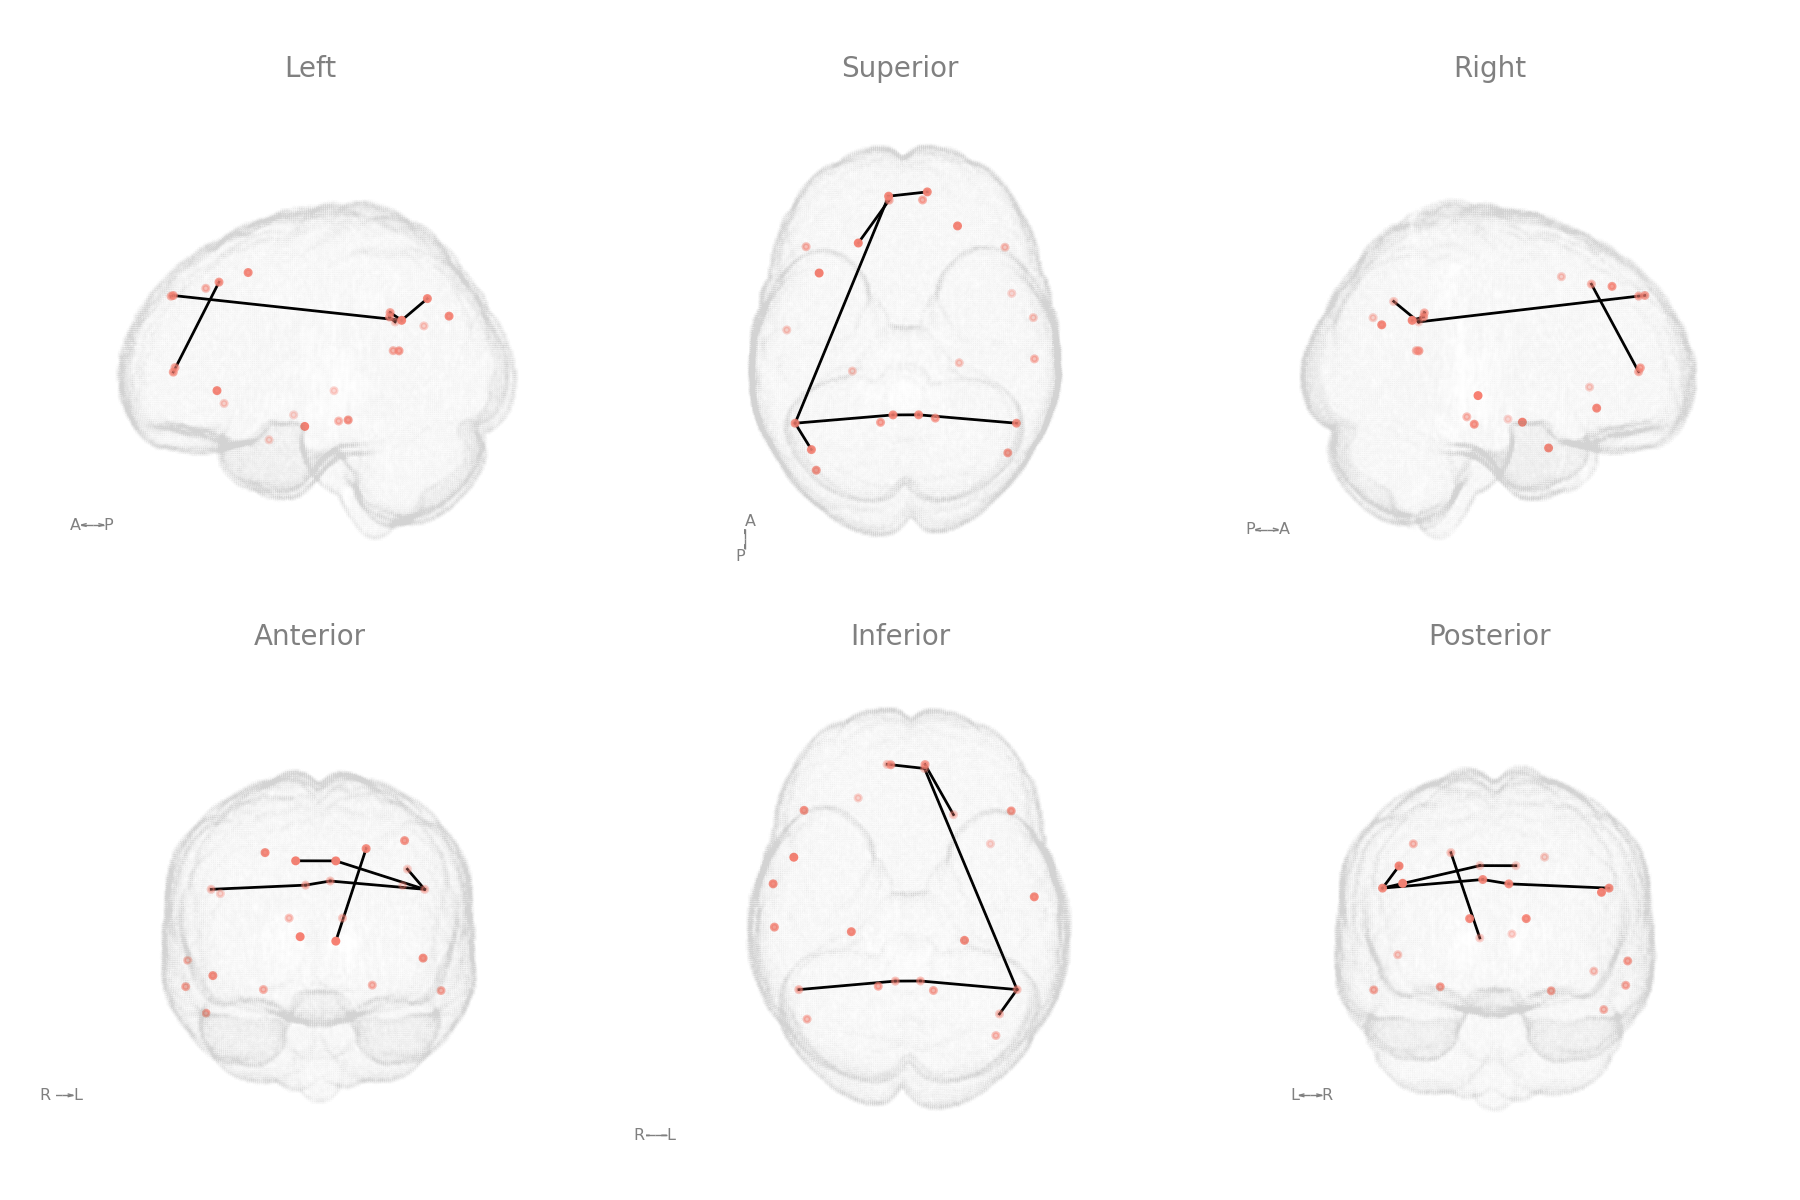 Left
Superior
Right
A P
A
P
P A
Anterior
Inferior
Posterior
R L
R L
L R